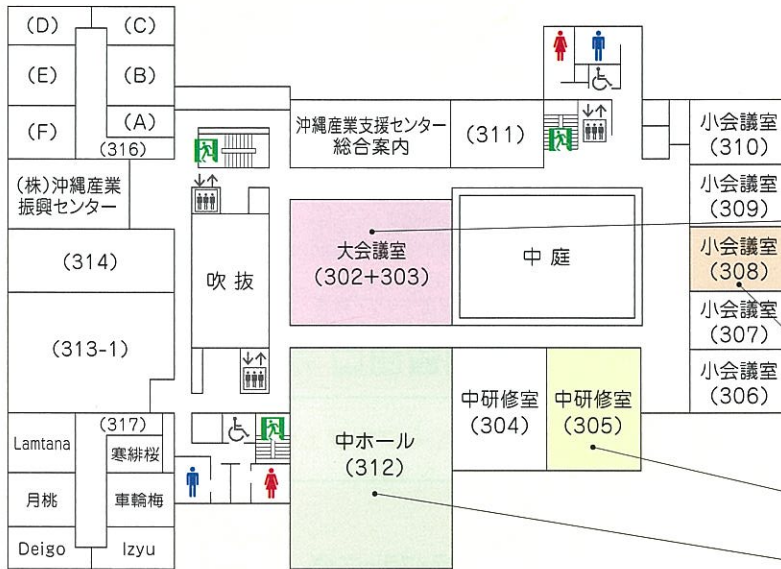 (D)
(C)
(E)
(B)
(F)
(A)
(316)
(株)沖縄産業
振興センター
(314)
(313-1)
(317)
Lamtana
寒緋桜
月桃
車輪梅
Deigo
Izyu
吹 抜
沖縄産業支援センター
総合案内
(311)
大会議室
(302+303)
中 庭
中ホール
(312)
中研修室
(304)
中研修室
(305)
小会議室
(310)
小会議室
(309)
小会議室
(308)
小会議室
(307)
小会議室
(306)